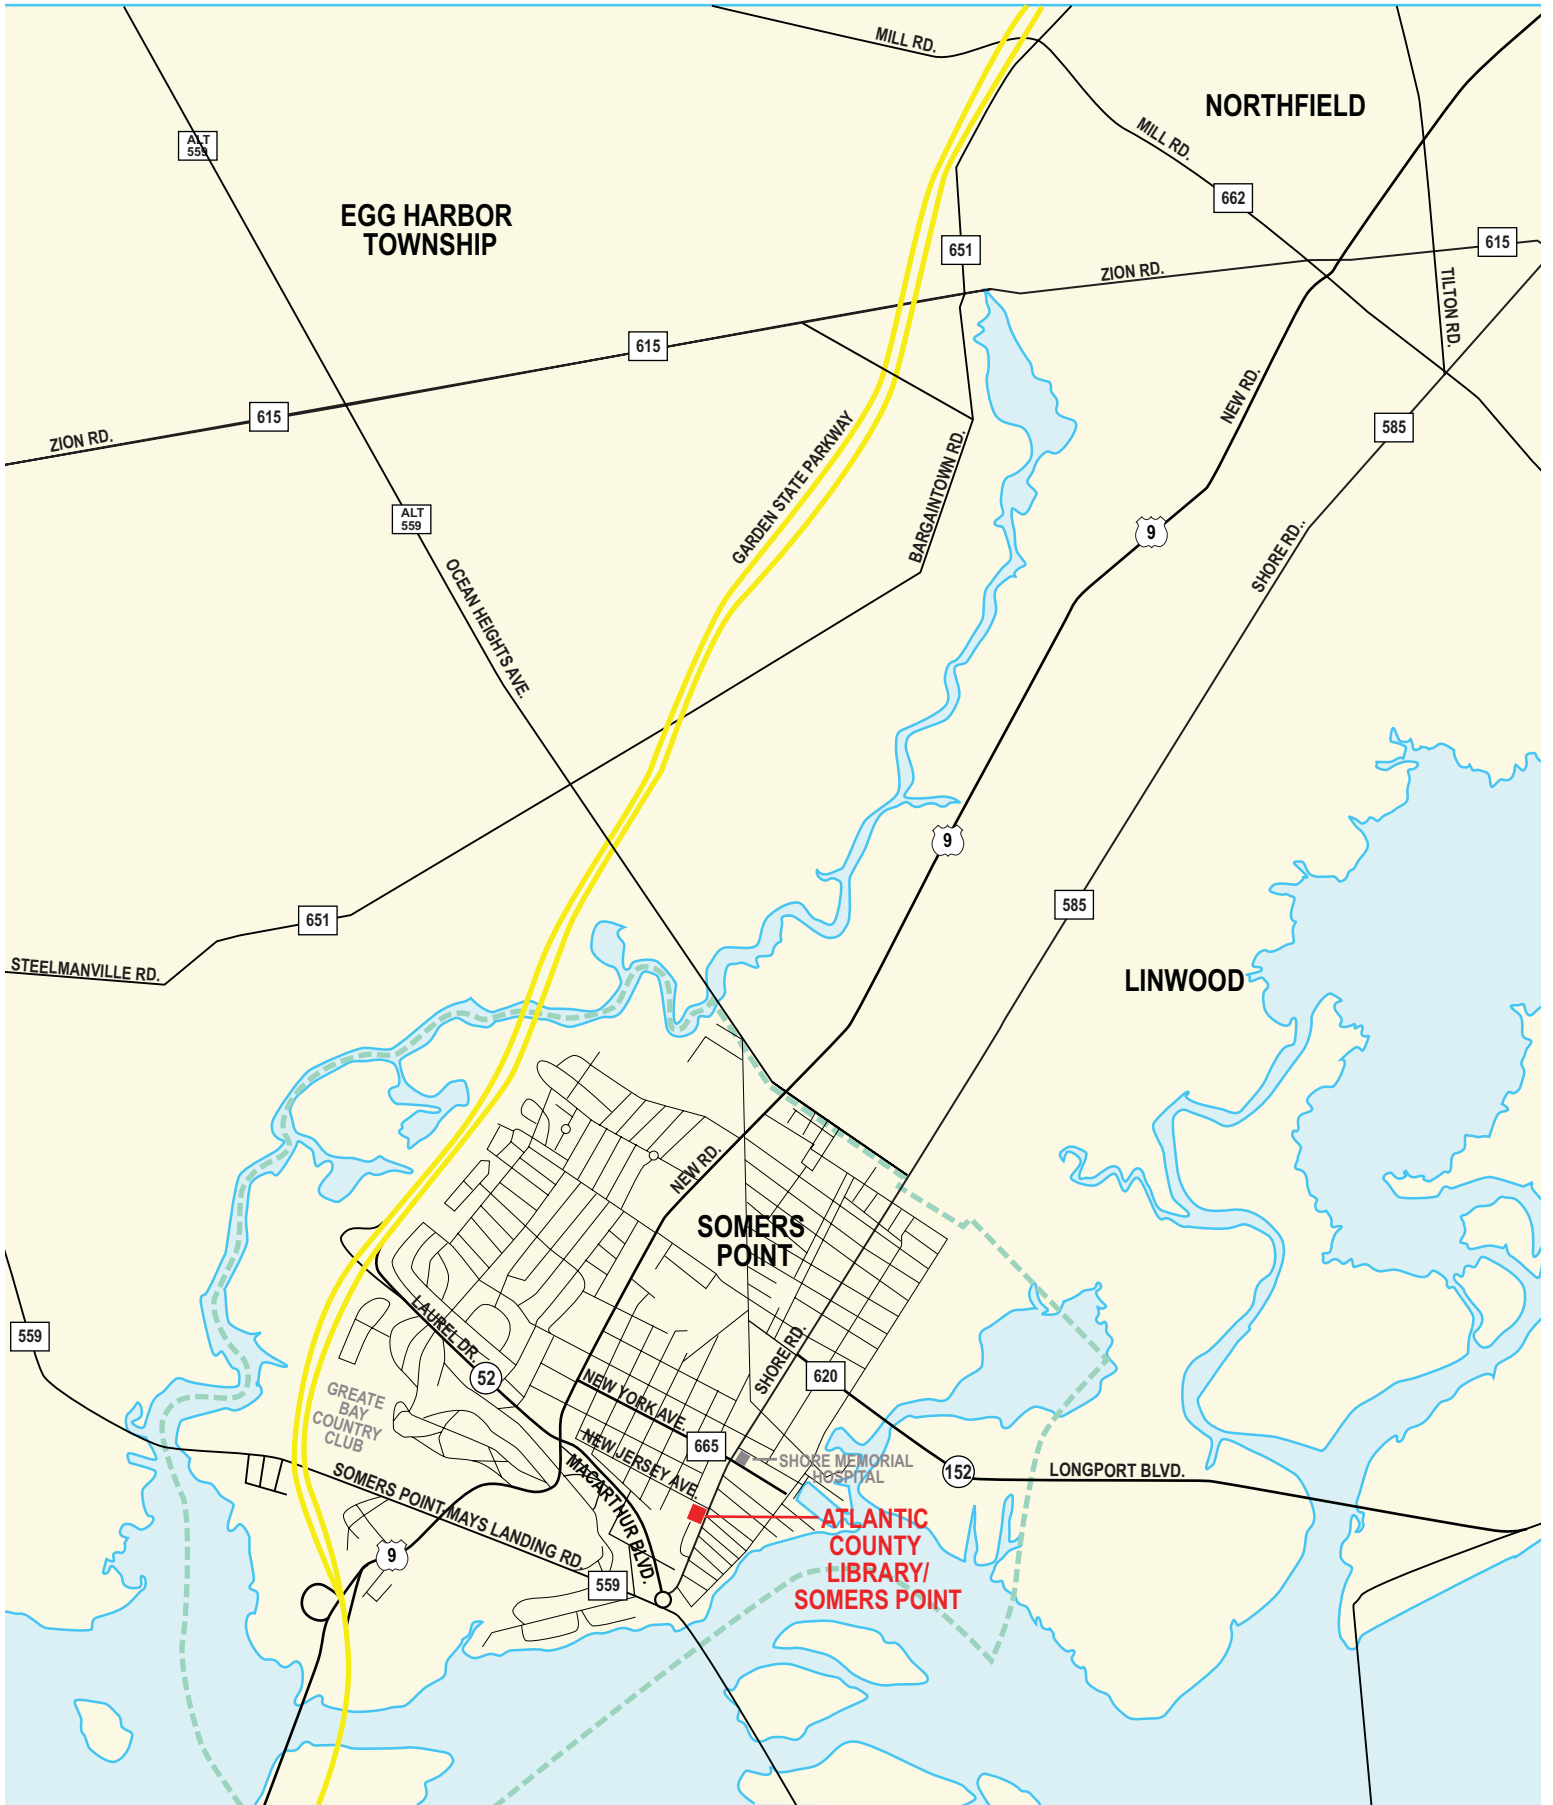 MILL RD.
NORTHFIELD
MILL RD.
ALT
559
662
EGG HARBOR
TOWNSHIP
651
615
ZION RD.
TILTON RD.
615
615
ZION RD.
NEW RD.
585
GARDEN STATE PARKWAY
BARGAINTOWN RD.
ALT
559
9
SHORE RD..
OCEAN HEIGHTS AVE.
9
585
651
STEELMANVILLE RD.
LINWOOD
NEW RD.
SOMERS
POINT
559
LAUREL DR.
52
SHORE RD.
620
NEW YORK AVE.
GREATE
BAY
COUNTRY
CLUB
665
NEW JERSEY AVE.
SHORE MEMORIAL
HOSPITAL
152
LONGPORT BLVD.
MACARTHUR BLVD.
SOMERS POINT MAYS LANDING RD.
ATLANTIC
COUNTY
LIBRARY/
SOMERS POINT
9
559